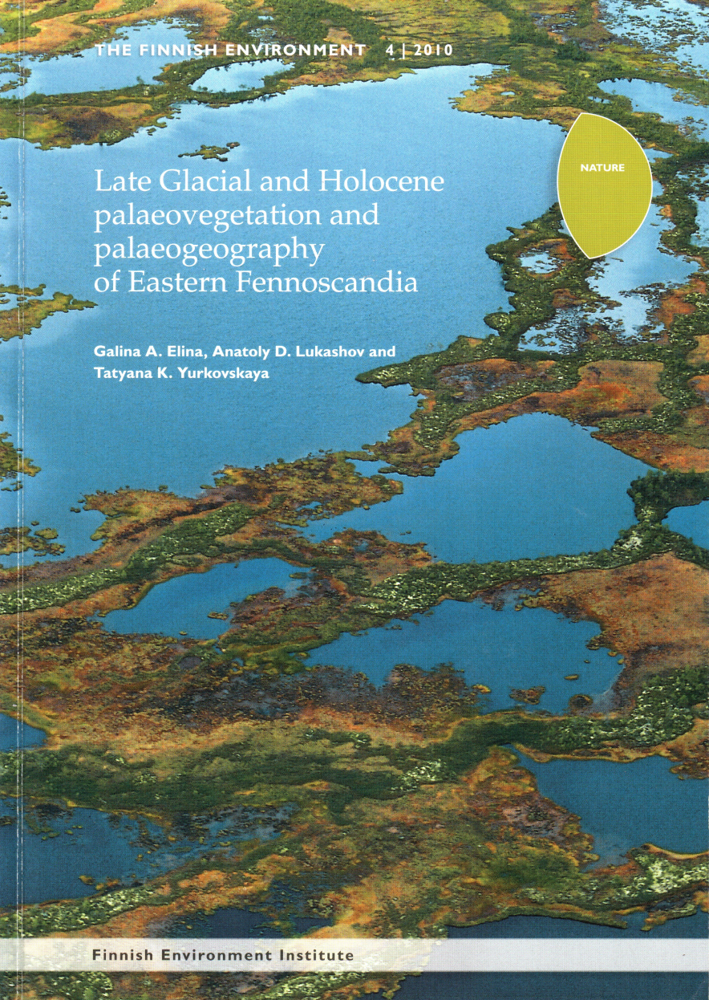 THE FINNISH ENVIRONMENT 4 | 2010
NATURE
Late Glacial and Holocene
palaeovegetation and
palaeogeography
of Eastern Fennoscandia
Galina A. Elina, Anatoly D. Lukashov and
Tatyana K. Yurkovskaya
Finnish Environment Institute